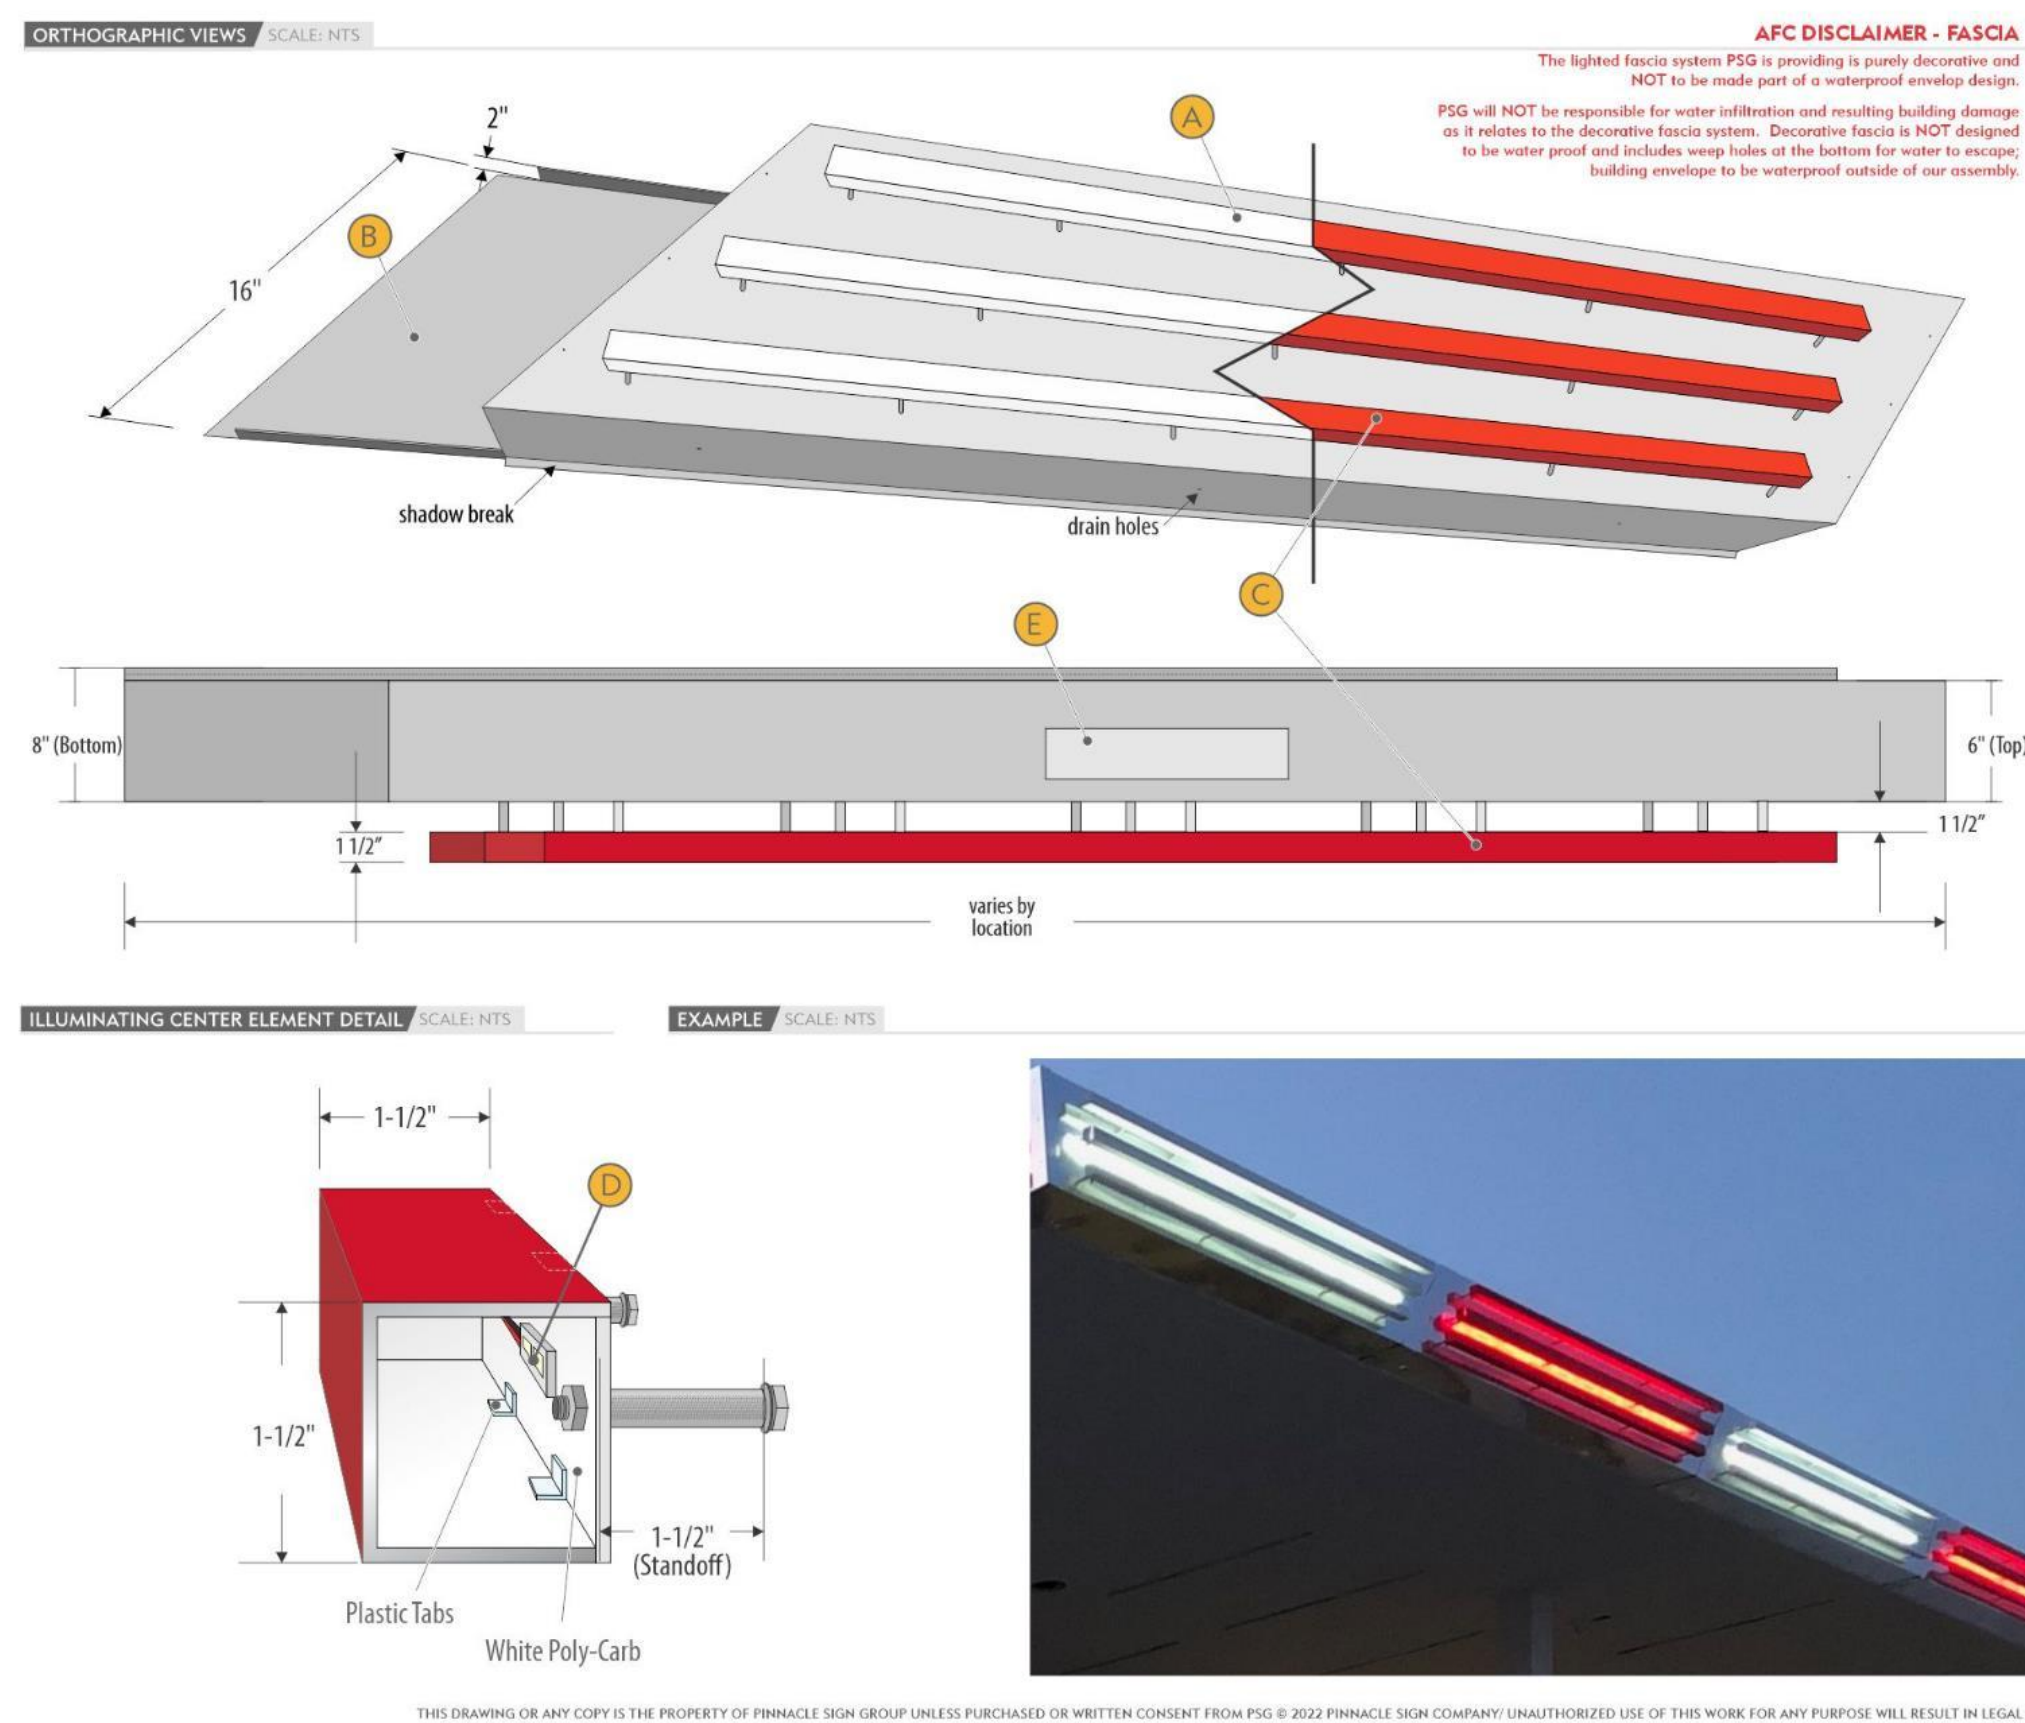 ORTHOGRAPHIC VIEWS SCALE: NTS
AFC DISCLAIMER - FASCIA
The lighted fascia system PSG is providing is purely decorative and
NOT to be made part of a waterproof envelop design.
PSG will NOT be responsible for water infiltration and resulting building damage
as it relates to the decorative fascia system. Decorative fascia is NOT designed
to be water proof and includes weep holes at the bottom for water to escape;
building envelope to be waterproof outside of our assembly.
2"
A
B
16"
shadow break
drain holes
C
E
8" (Bottom)
6" (Top)
1 1/2"
1 1/2"
varies by
location
ILLUMINATING CENTER ELEMENT DETAIL SCALE: NTS
EXAMPLE SCALE: NTS
1-1/2"
D
1-1/2"
1-1/2"
(Standoff)
Plastic Tabs
White Poly-Carb
THIS DRAWING OR ANY COPY IS THE PROPERTY OF PINNACLE SIGN GROUP UNLESS PURCHASED OR WRITTEN CONSENT FROM PSG © 2022 PINNACLE SIGN COMPANY/ UNAUTHORIZED USE OF THIS WORK FOR ANY PURPOSE WILL RESULT IN LEGAL